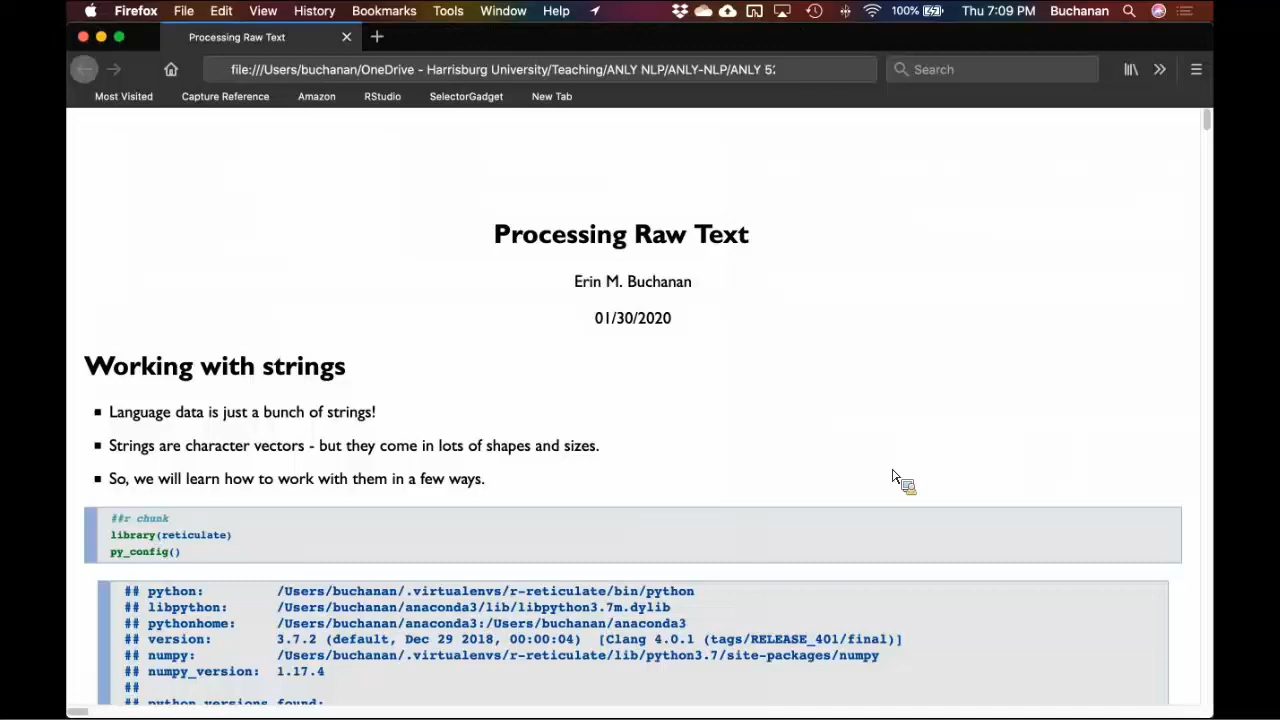 Firefox File Edit View History Bookmarks Tools Window Help 100% Thu 7:09 PM Buchanan
Processing Raw Text
file:///Users/buchanan/OneDrive - Harrisburg University/Teaching/ANLY NLP/ANLY-NLP/ANLY 52 Search
Most Visited Capture Reference Amazon RStudio SelectorGadget New Tab
Processing Raw Text
Erin M. Buchanan
01/30/2020
Working with strings
Language data is just a bunch of strings!
Strings are character vectors - but they come in lots of shapes and sizes.
So, we will learn how to work with them in a few ways.
##r chunk
library(reticulate)
py_config()
## python: /Users/buchanan/.virtualenvs/r-reticulate/bin/python
## libpython: /Users/buchanan/anaconda3/lib/libpython3.7m.dylib
## pythonhome: /Users/buchanan/anaconda3:/Users/buchanan/anaconda3
## version: 3.7.2 (default, Dec 29 2018, 00:00:04) [Clang 4.0.1 (tags/RELEASE_401/final)]
## numpy: /Users/buchanan/.virtualenvs/r-reticulate/lib/python3.7/site-packages/numpy
## numpy_version: 1.17.4
##
## python versions found: